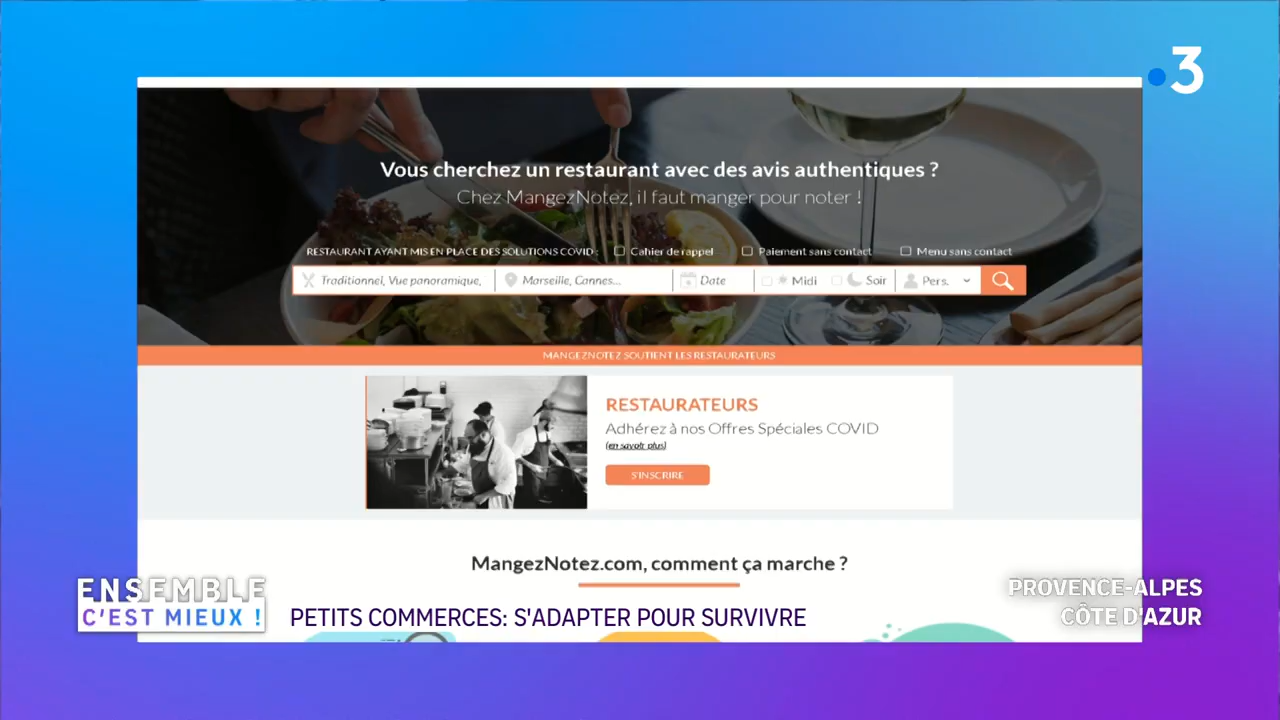 3
Vous cherchez un restaurant avec des avis authentiques ?
Chez MangezNotez, il faut manger pour noter !
RESTAURANT AYANT MIS EN PLACE DES SOLUTIONS COVID : Cahier de rappel Paiement sans contact Menu sans contact
Traditionnel, Vue panoramique, Marseille, Cannes... Date Midi Soir Pers.
MANGEZNOTEZ SOUTIENT LES RESTAURATEURS
RESTAURATEURS
Adhérez à nos Offres Spéciales COVID
(en savoir plus)
S'INSCRIRE
MangezNotez.com, comment ça marche ?
ENSEMBLE
C'EST MIEUX !
PETITS COMMERCES: S'ADAPTER POUR SURVIVRE
PROVENCE-ALPES
CÔTE D'AZUR